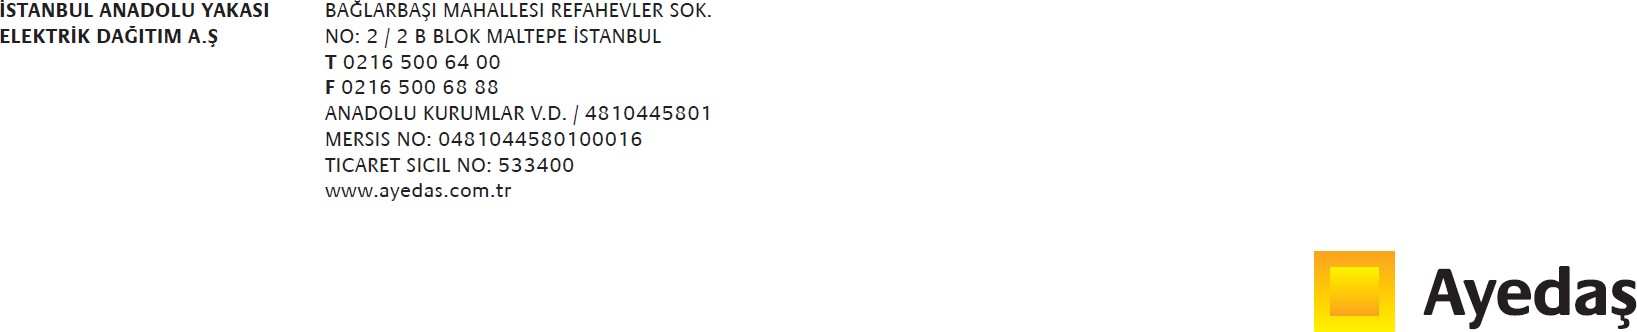 İSTANBUL ANADOLU YAKASI
ELEKTRİK DAĞITIM A.Ş
BAĞLARBAŞI MAHALLESI REFAHEVLER SOK.
NO: 2 / 2 B BLOK MALTEPE İSTANBUL
T 0216 500 64 00
F 0216 500 68 88
ANADOLU KURUMLAR V.D. / 4810445801
MERSIS NO: 0481044580100016
TICARET SICIL NO: 533400
www.ayedas.com.tr
Ayedaş